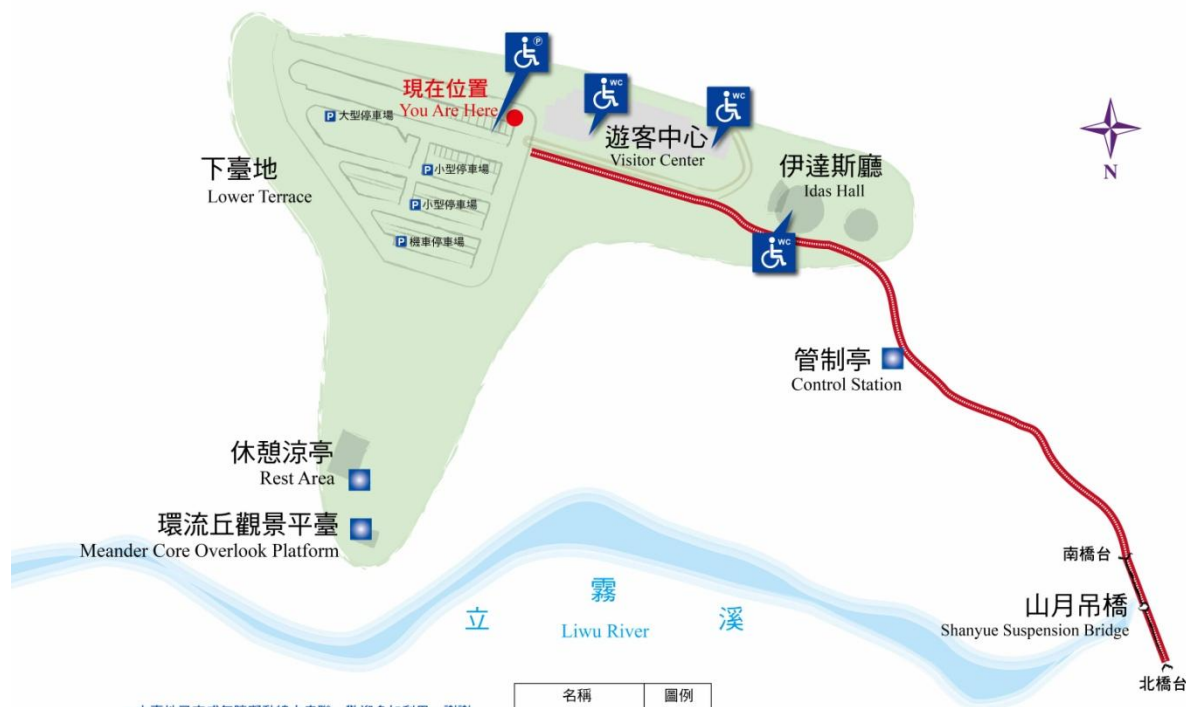 現在位置
You Are Here
P
WC
WC
P 大型停車場
遊客中心
Visitor Center
伊達斯廳
Idas Hall
N
下臺地
Lower Terrace
P 小型停車場
P 小型停車場
P 機車停車場
WC
管制亭
Control Station
休憩涼亭
Rest Area
環流丘觀景平臺
Meander Core Overlook Platform
南橋台
立霧溪
Liwu River
山月吊橋
Shanyue Suspension Bridge
北橋台
名稱 圖例